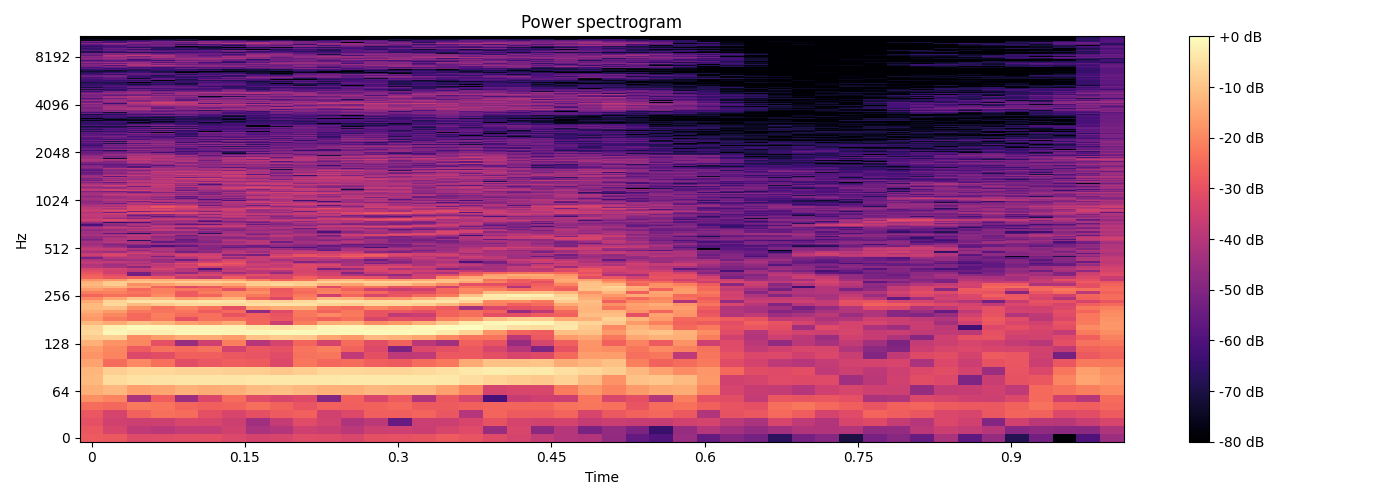 Power spectrogram
Hz
8192
4096
2048
1024
512
256
128
64
0
0 0.15 0.3 0.45 0.6 0.75 0.9
Time
+0 dB
-10 dB
-20 dB
-30 dB
-40 dB
-50 dB
-60 dB
-70 dB
-80 dB